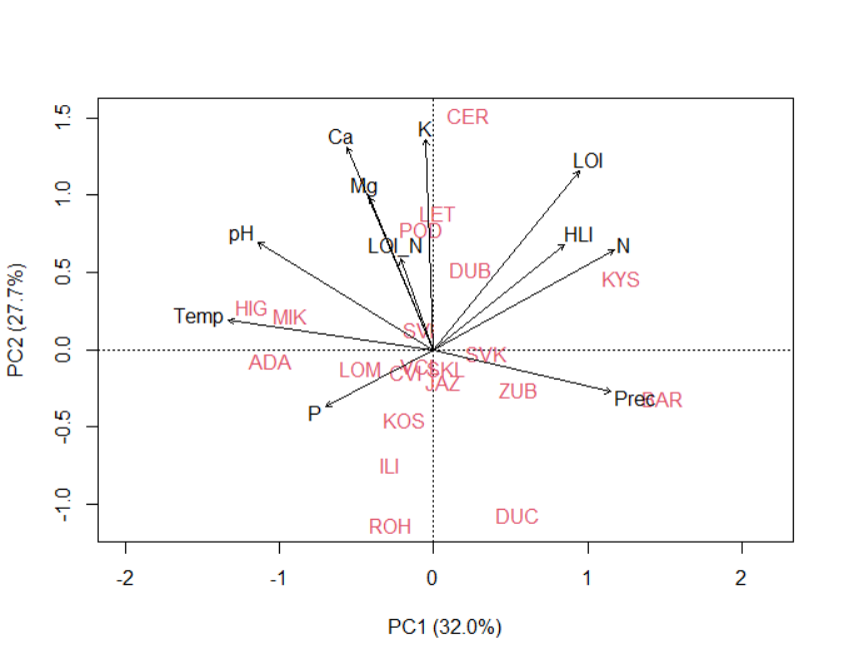 1.5
1.0
0.5
0.0
-0.5
-1.0
PC2 (27.7%)
CER
K
Ca
LOI
Mg
LET
POD
pH
LOI_N
HLI
N
DUB
KYS
HIG
MIK
Temp
SVI
SVK
ADA
LOM
SKL
JAZ
ZUB
Prec
BAR
P
KOS
ILI
ROH
DUC
-2
-1
0
1
2
PC1 (32.0%)